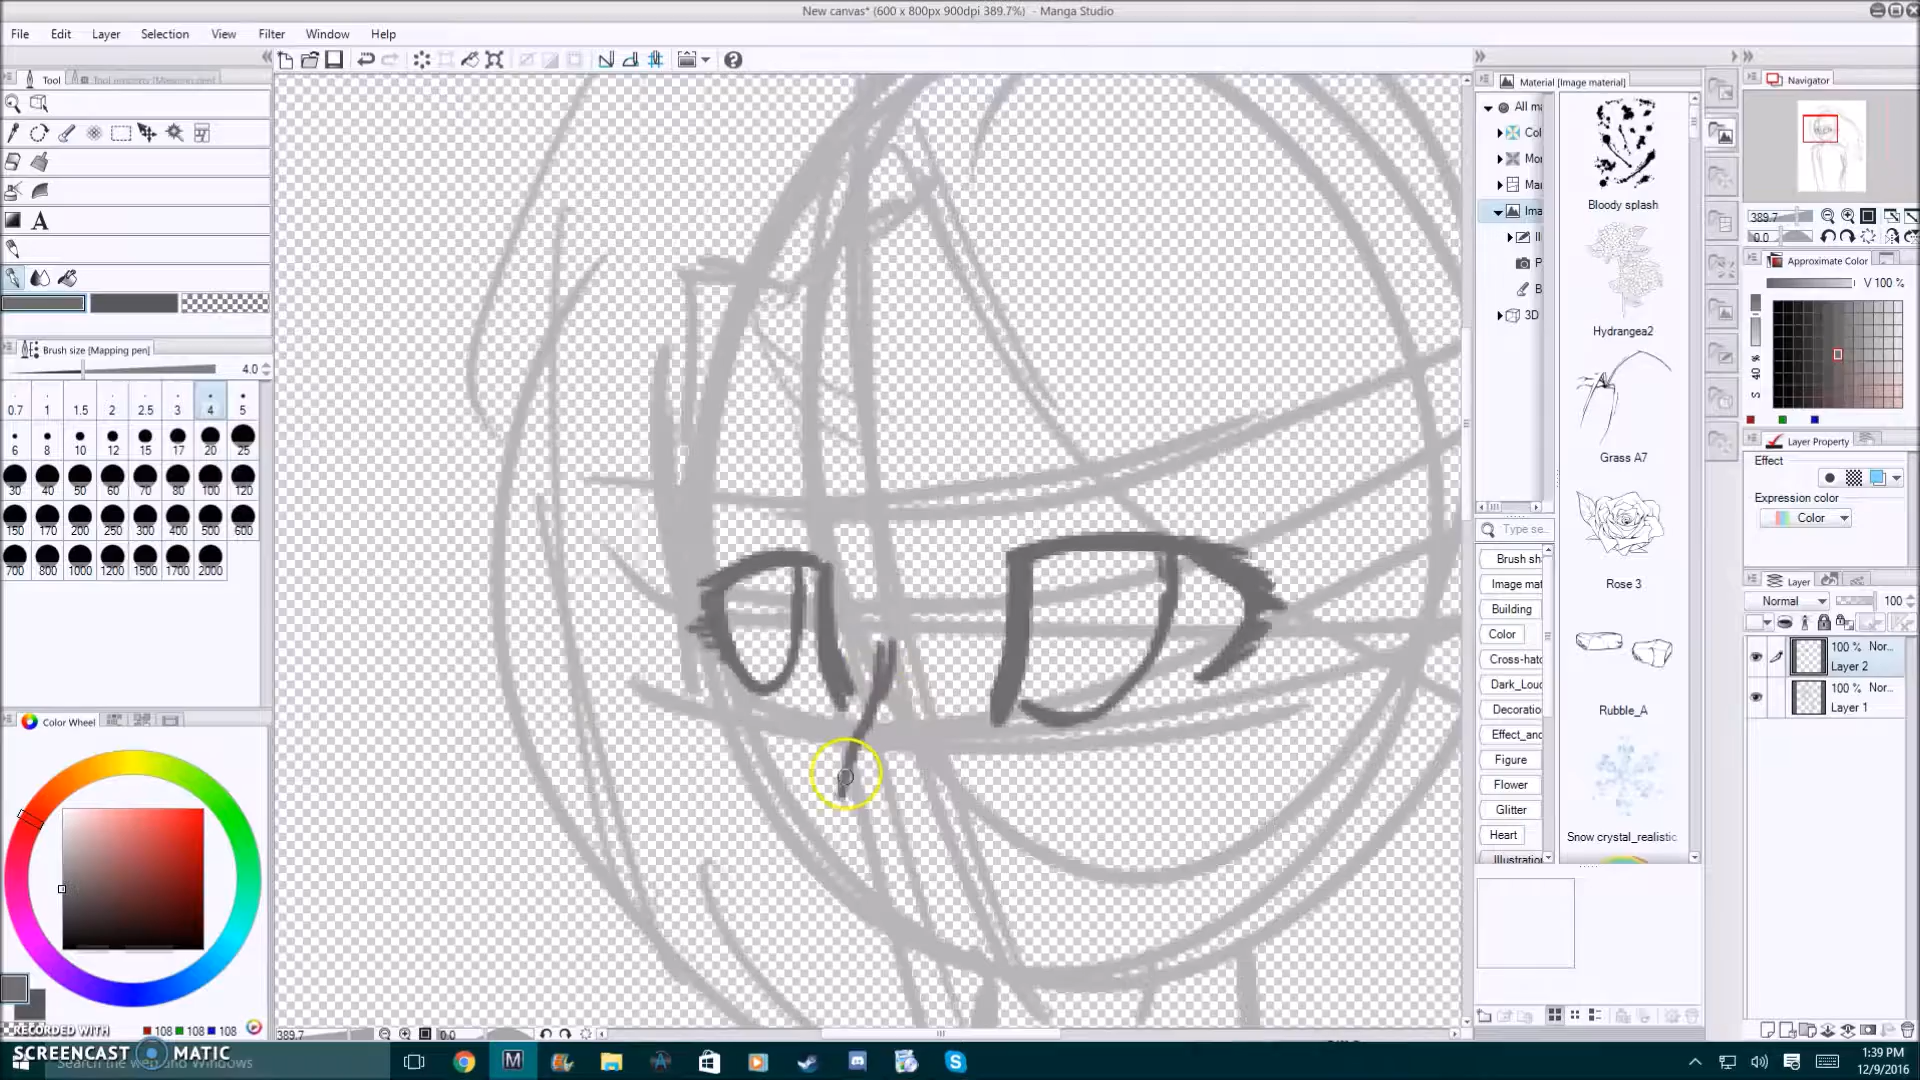 New canvas* (600 x 800px 900dpi 389.7%) - Manga Studio
File Edit Layer Selection View Filter Window Help
Tool Tool property [Mapping pen]
Brush size [Mapping pen]
4.0
0.7 1 1.5 2 2.5 3 4 5
6 8 10 12 15 17 20 25
30 40 50 60 70 80 100 120
150 170 200 250 300 400 500 600
700 800 1000 1200 1500 1700 2000
Color Wheel
108 108 108
RECORDED WITH
SCREENCAST MATIC
Search the web and Windows
389.7 0.0
Material [Image material]
All ma
Col
Mor
Mar
Ima
Il
P
B
3D
Type se
Brush sh
Image mat
Building
Color
Cross-hatc
Dark_Loud
Decoratio
Effect_and
Figure
Flower
Glitter
Heart
Illustration
Bloody splash
Hydrangea2
Grass A7
Rose 3
Rubble_A
Snow crystal_realistic
Navigator
389.7
0.0
Approximate Color
V 100 %
S 40 %
Layer Property
Effect
Expression color
Color
Layer
Normal 100
100 % Nor...
Layer 2
100 % Nor...
Layer 1
1:39 PM
12/9/2016